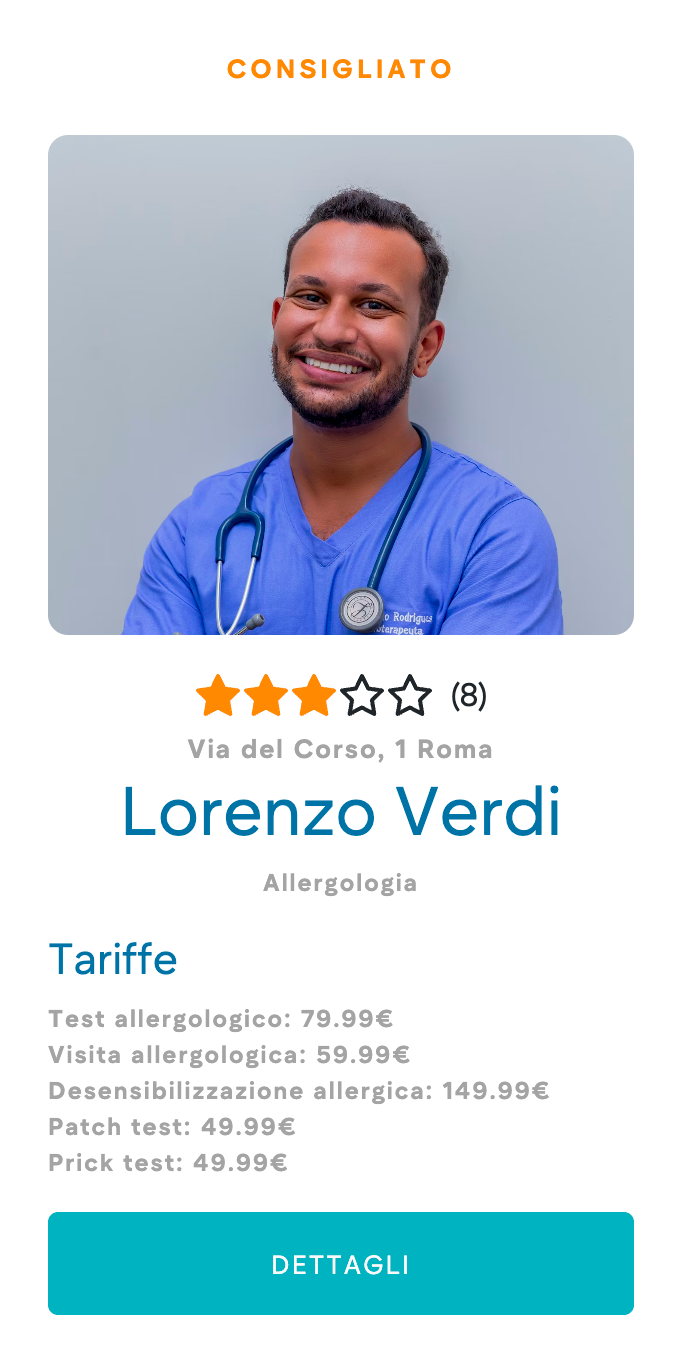 CONSIGLIATO
Rodrigues
(8)
Via del Corso, 1 Roma
Lorenzo Verdi
Allergologia
Tariffe
Test allergologico: 79.99€
Visita allergologica: 59.99€
Desensibilizzazione allergica: 149.99€
Patch test: 49.99€
Prick test: 49.99€
DETTAGLI